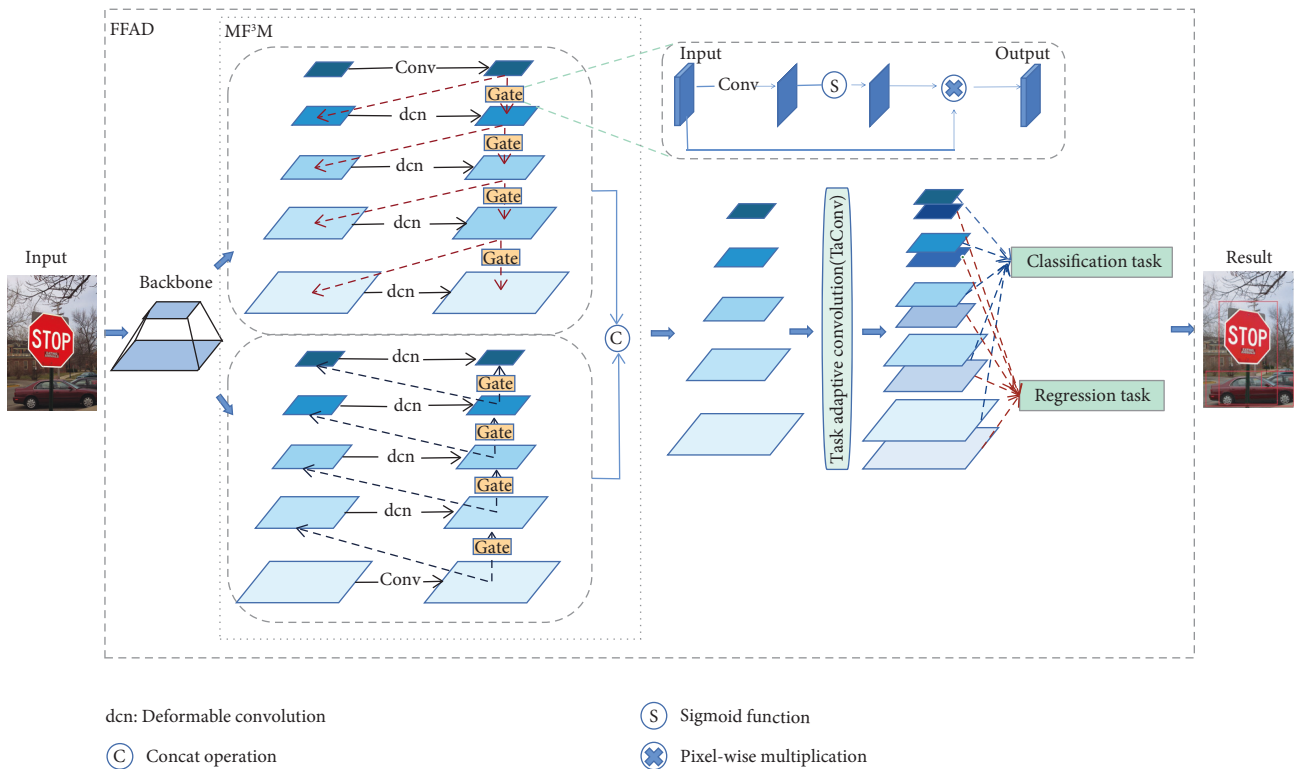 FFAD
MF³M
Conv
Gate
dcn
Gate
dcn
Gate
dcn
Gate
dcn
Input
Output
Conv
S
Input
STOP
Backbone
dcn
Gate
dcn
Gate
dcn
Gate
dcn
Gate
Conv
C
Task adaptive convolution(TaConv)
Classification task
Regression task
Result
STOP
dcn: Deformable convolution
S Sigmoid function
C Concat operation
Pixel-wise multiplication